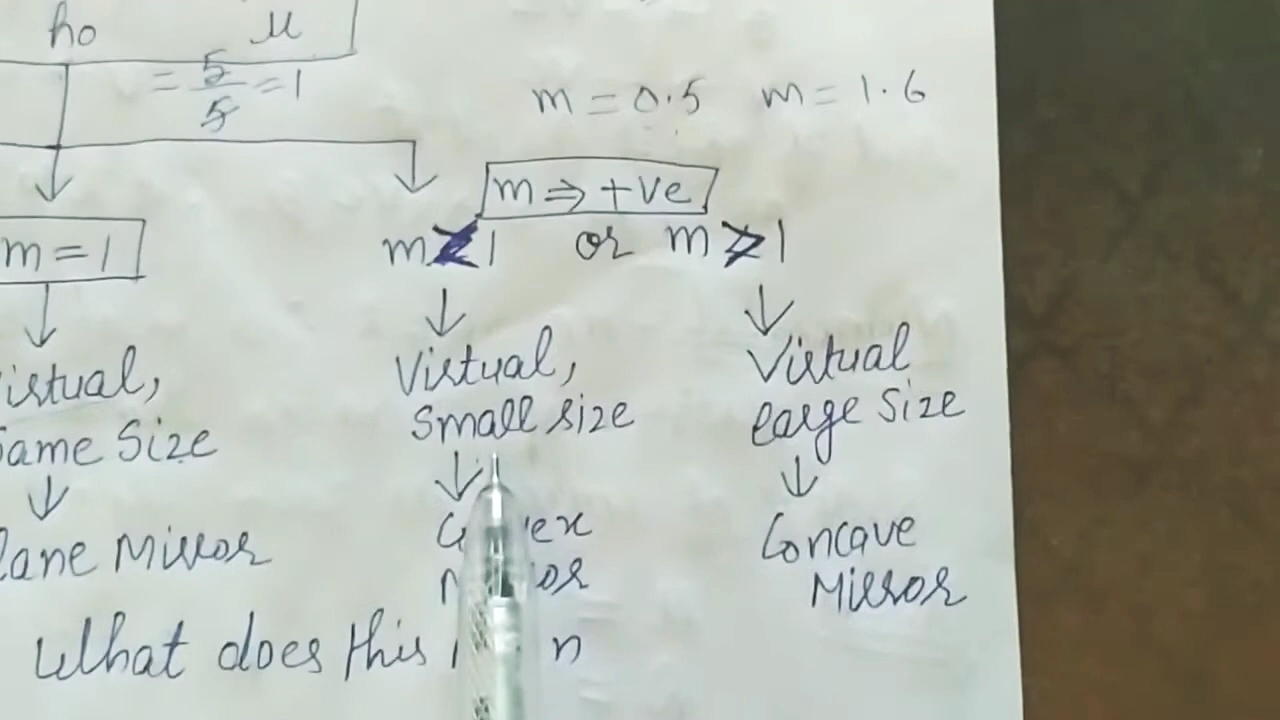 ho u
= 5/5 = 1
m = 0.5 m = 1.6
m ⇒ +ve
m = 1 m < 1 or m > 1
Virtual, Virtual
Small size large Size
Same Size
Concave
Mirror Mirror
What does this